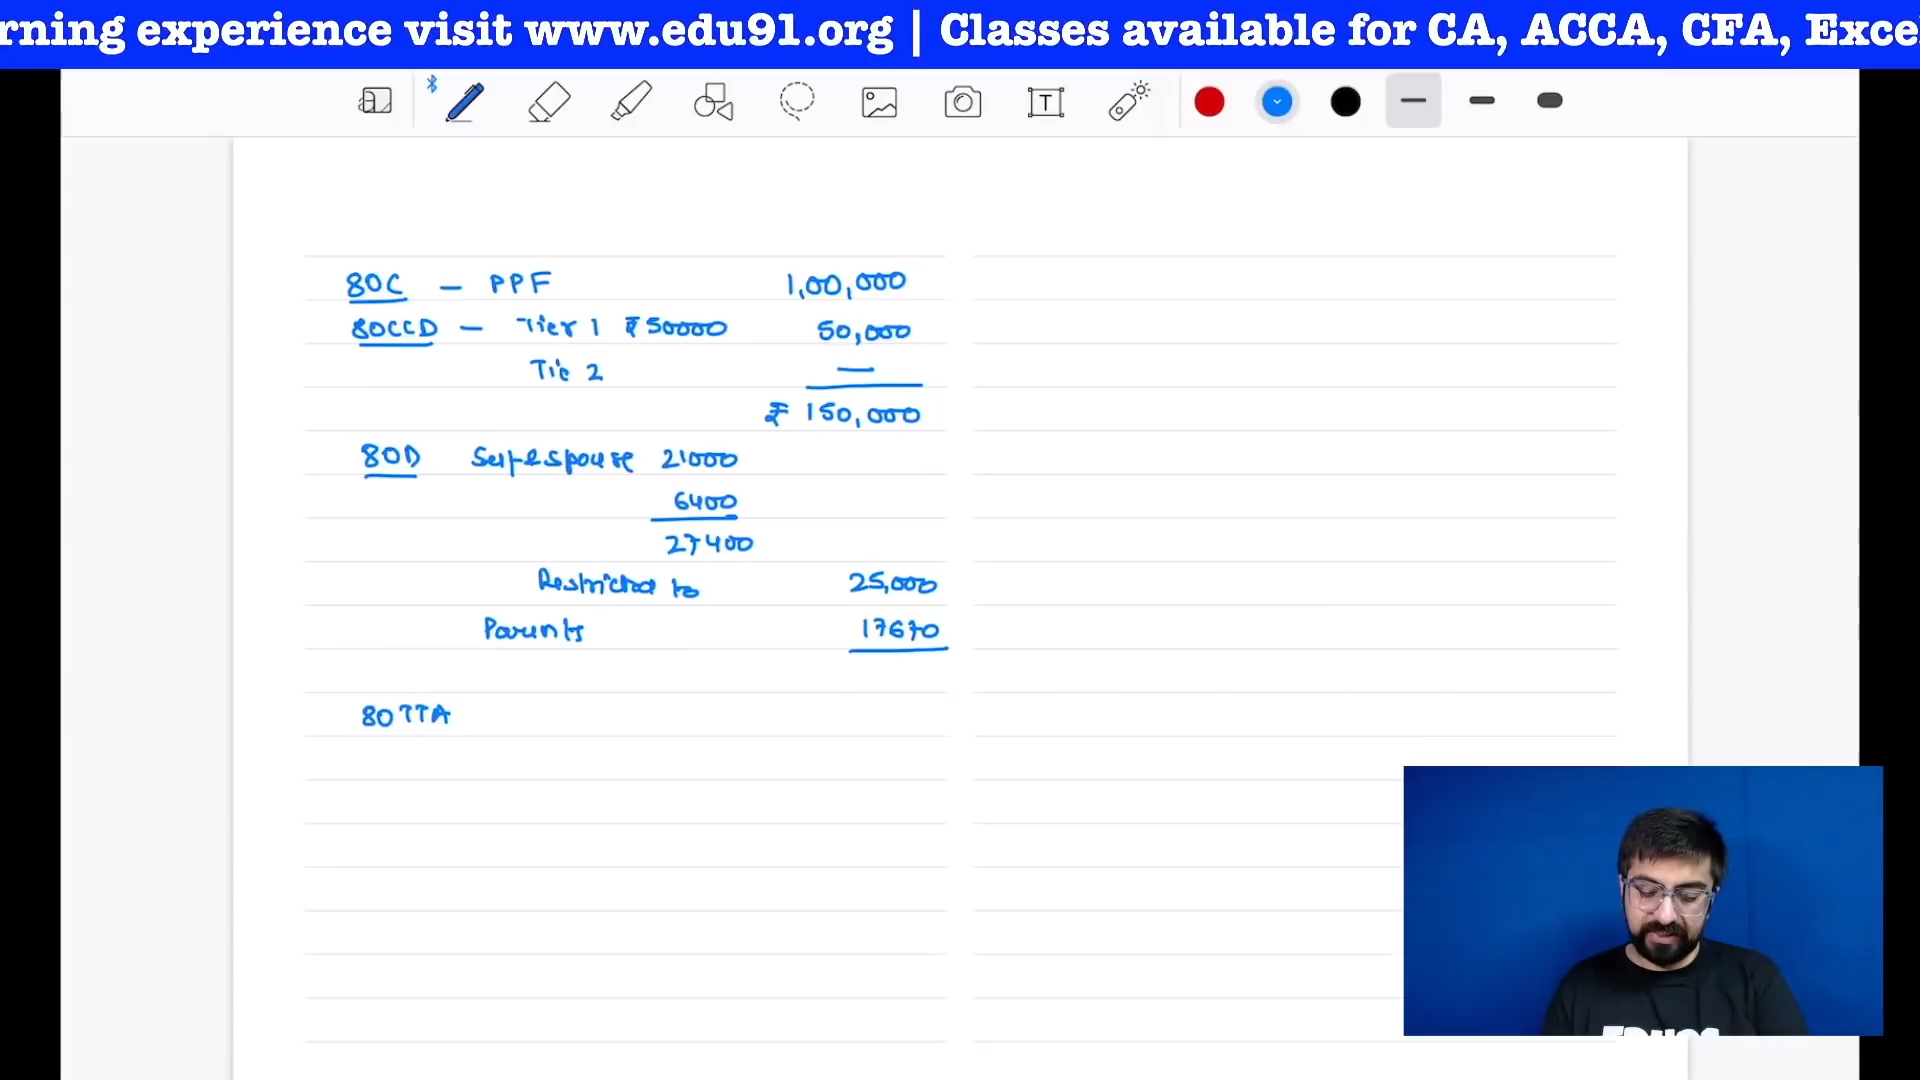 rning experience visit www.edu91.org | Classes available for CA, ACCA, CFA, Exce
T
80C - PPF 1,00,000
80CCD - Tier 1 ₹50000 50,000
Tie 2 —
₹ 150,000
80D Self & spouse 21000
6400
27400
Restricted to 25,000
Parents 17670
80TTA